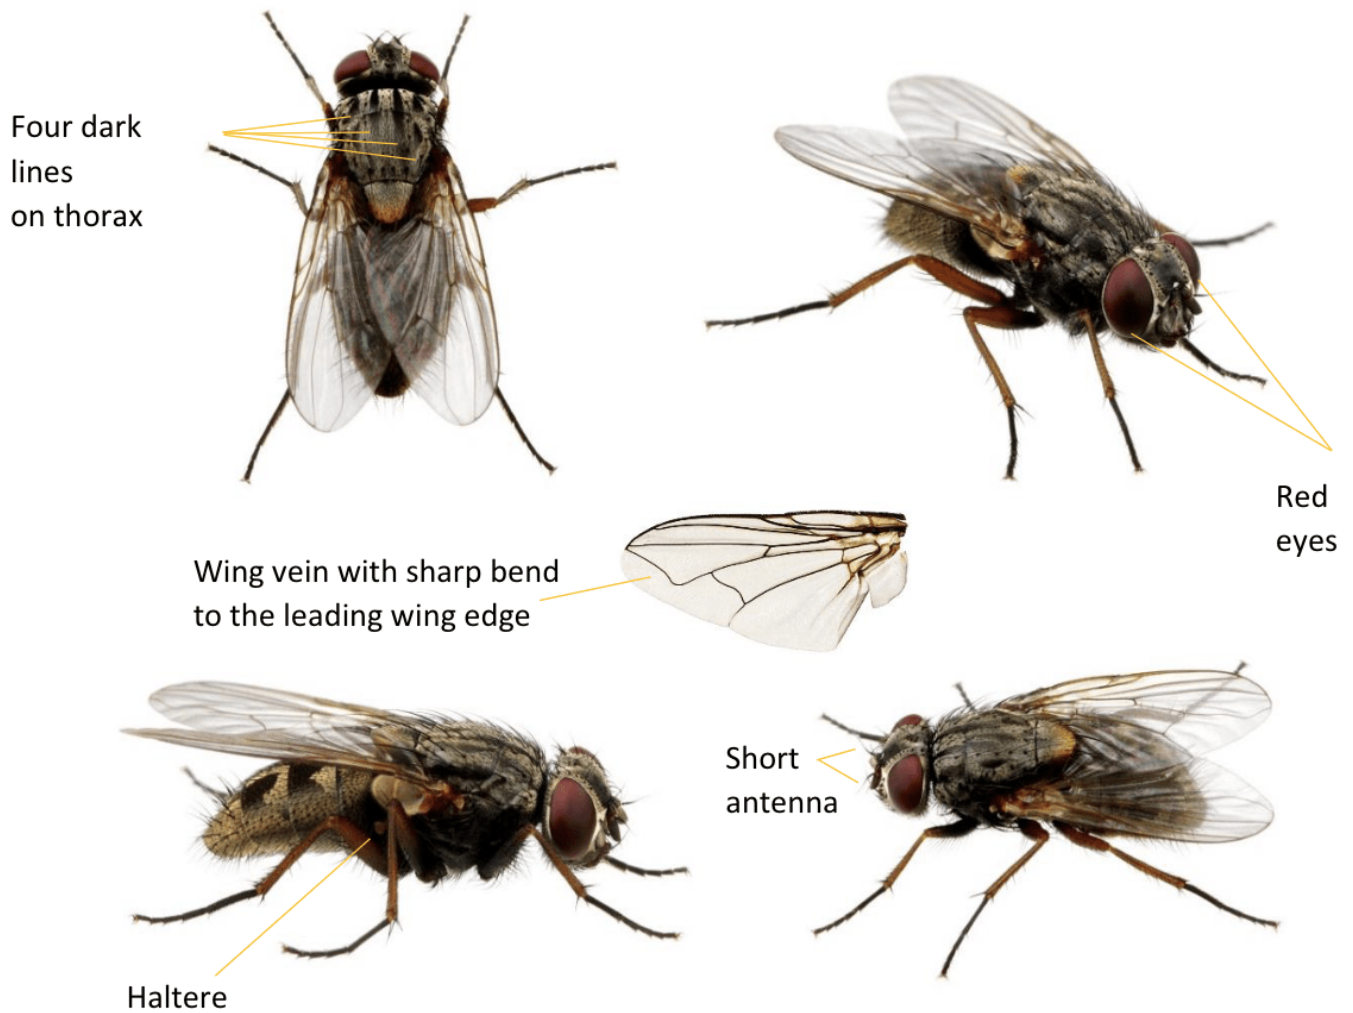 Four dark
lines
on thorax
Red
eyes
Wing vein with sharp bend
to the leading wing edge
Short
antenna
Haltere